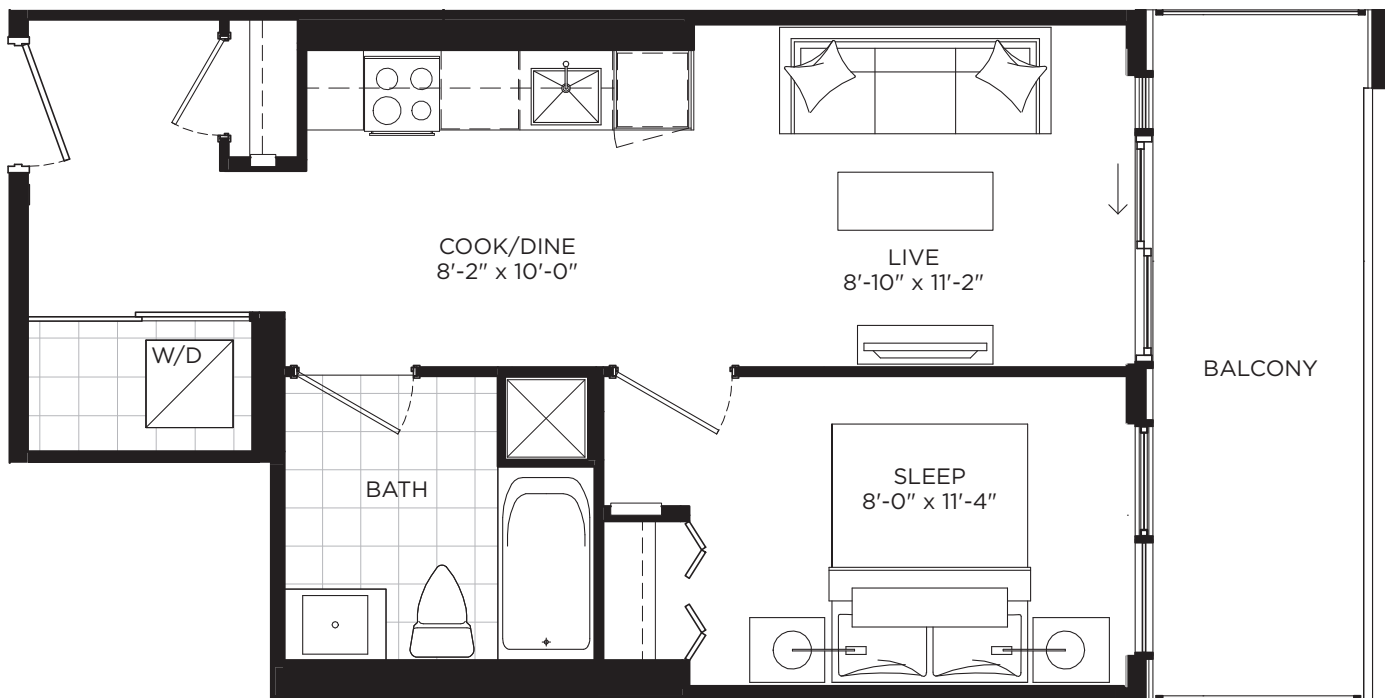 COOK/DINE
8'-2" x 10'-0"
LIVE
8'-10" x 11'-2"
W/D
BALCONY
BATH
SLEEP
8'-0" x 11'-4"